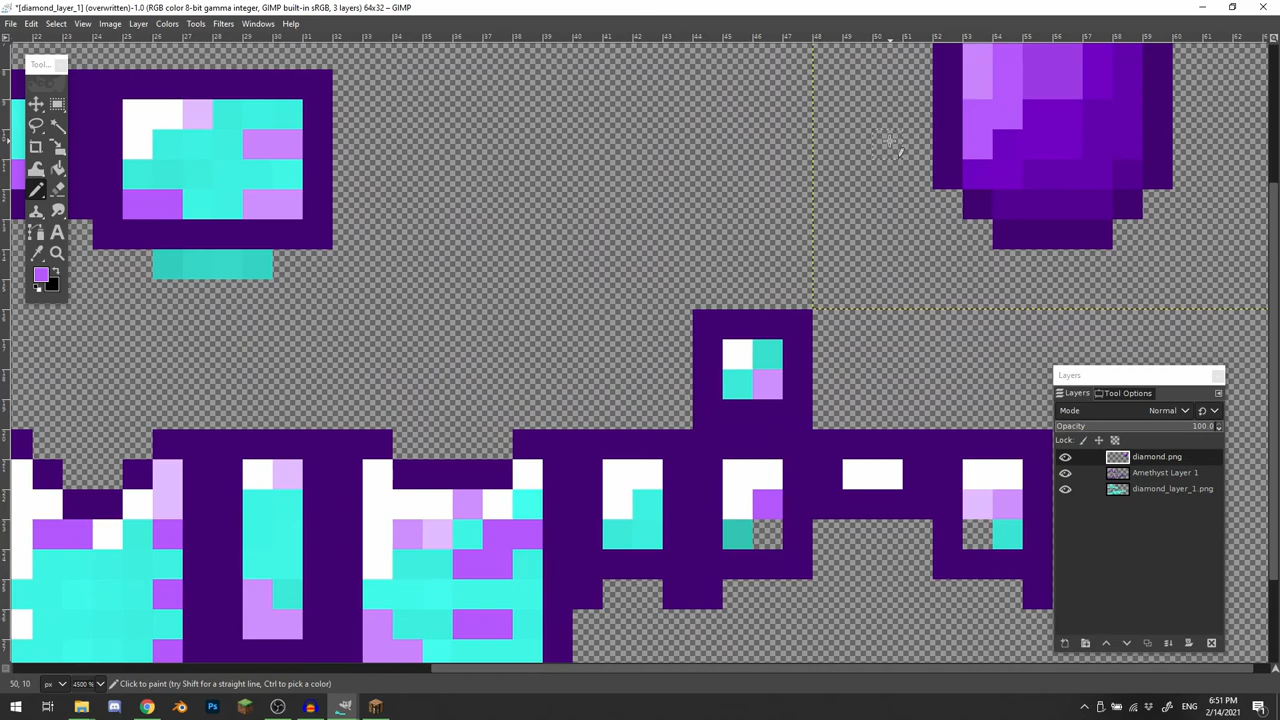 *[diamond_layer_1] (overwritten)-1.0 (RGB color 8-bit gamma integer, GIMP built-in sRGB, 3 layers) 64x32 – GIMP
File Edit Select View Image Layer Colors Tools Filters Windows Help
Tool...
Layers
Layers Tool Options
Mode Normal
Opacity 100.0
Lock:
diamond.png
Amethyst Layer 1
diamond_layer_1.png
50, 10 px 4500 % Click to paint (try Shift for a straight line, Ctrl to pick a color)
ENG 6:51 PM
2/14/2021